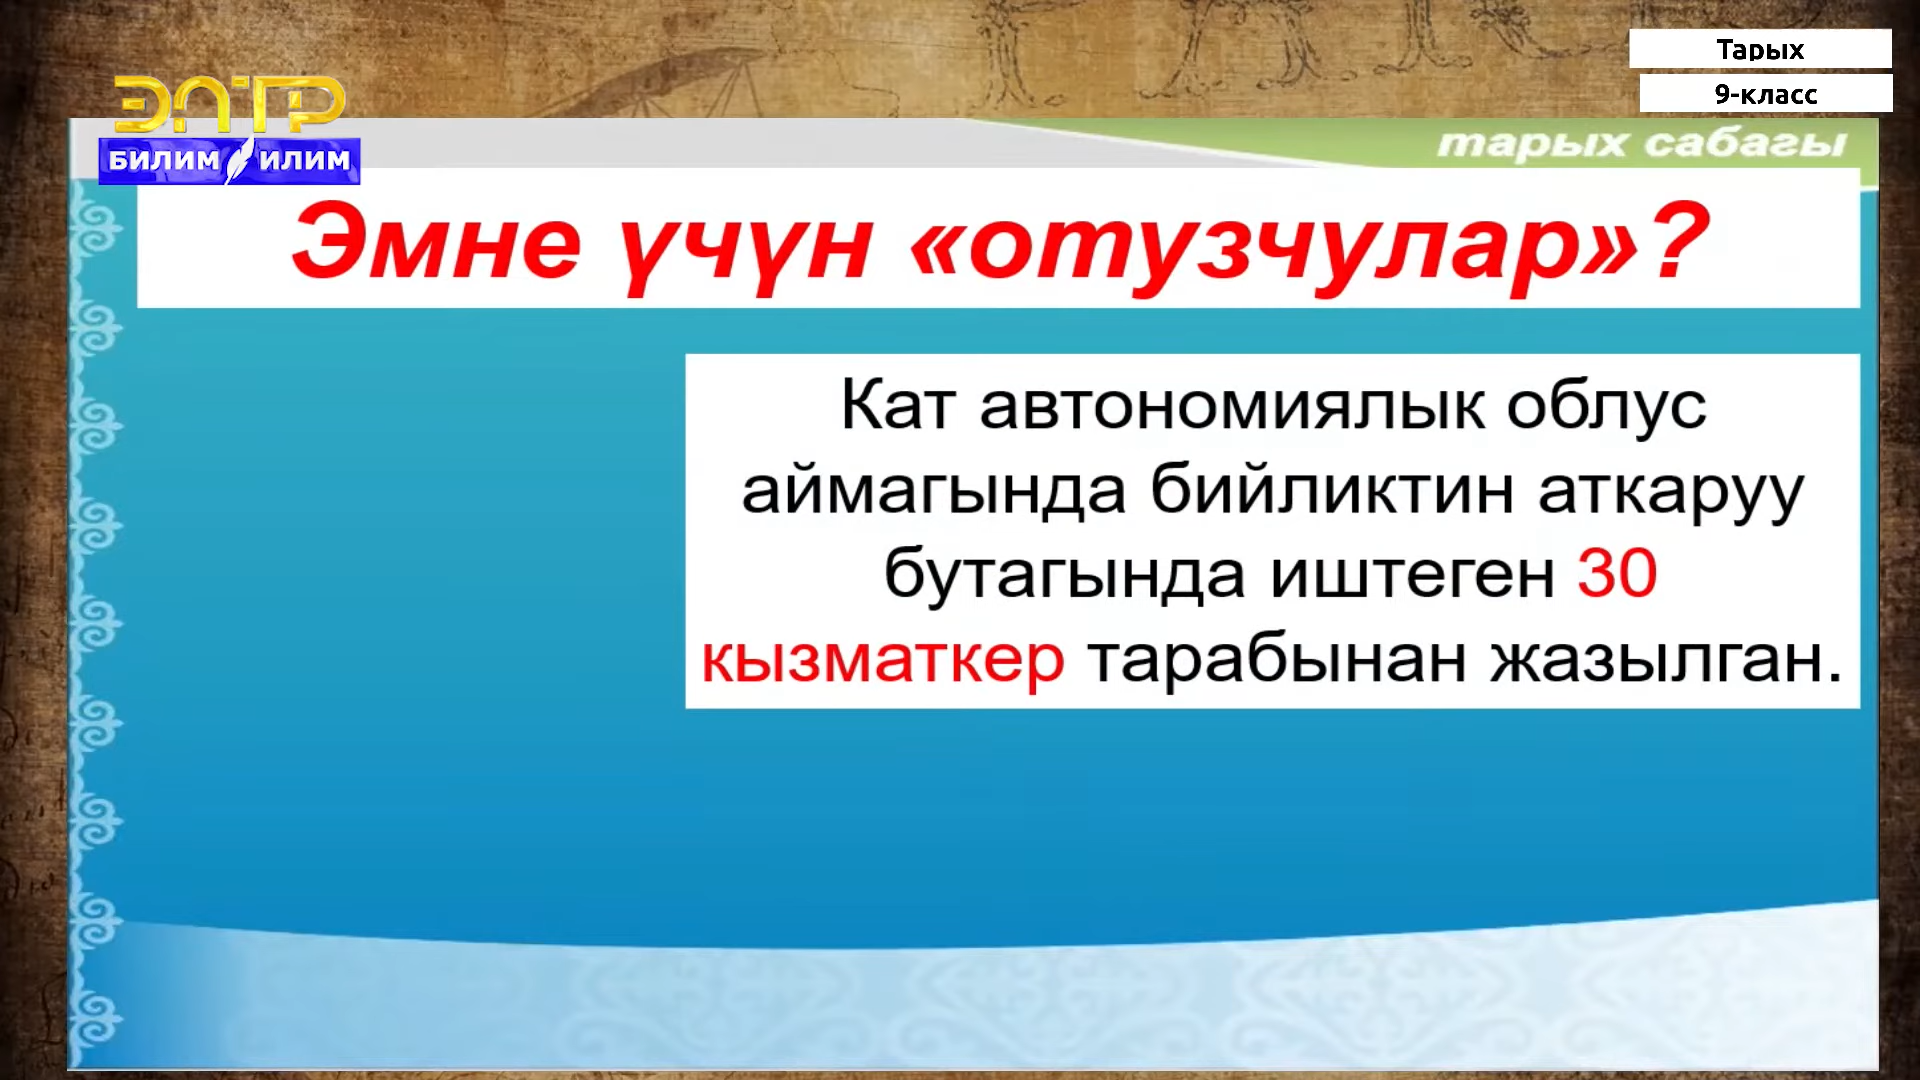 Тарых
9-класс
ЭЛТР
БИЛИМ ИЛИМ
тарых сабагы
Эмне үчүн «отузчулар»?
Кат автономиялык облус
аймагында бийликтин аткаруу
бутагында иштеген 30
кызматкер тарабынан жазылган.